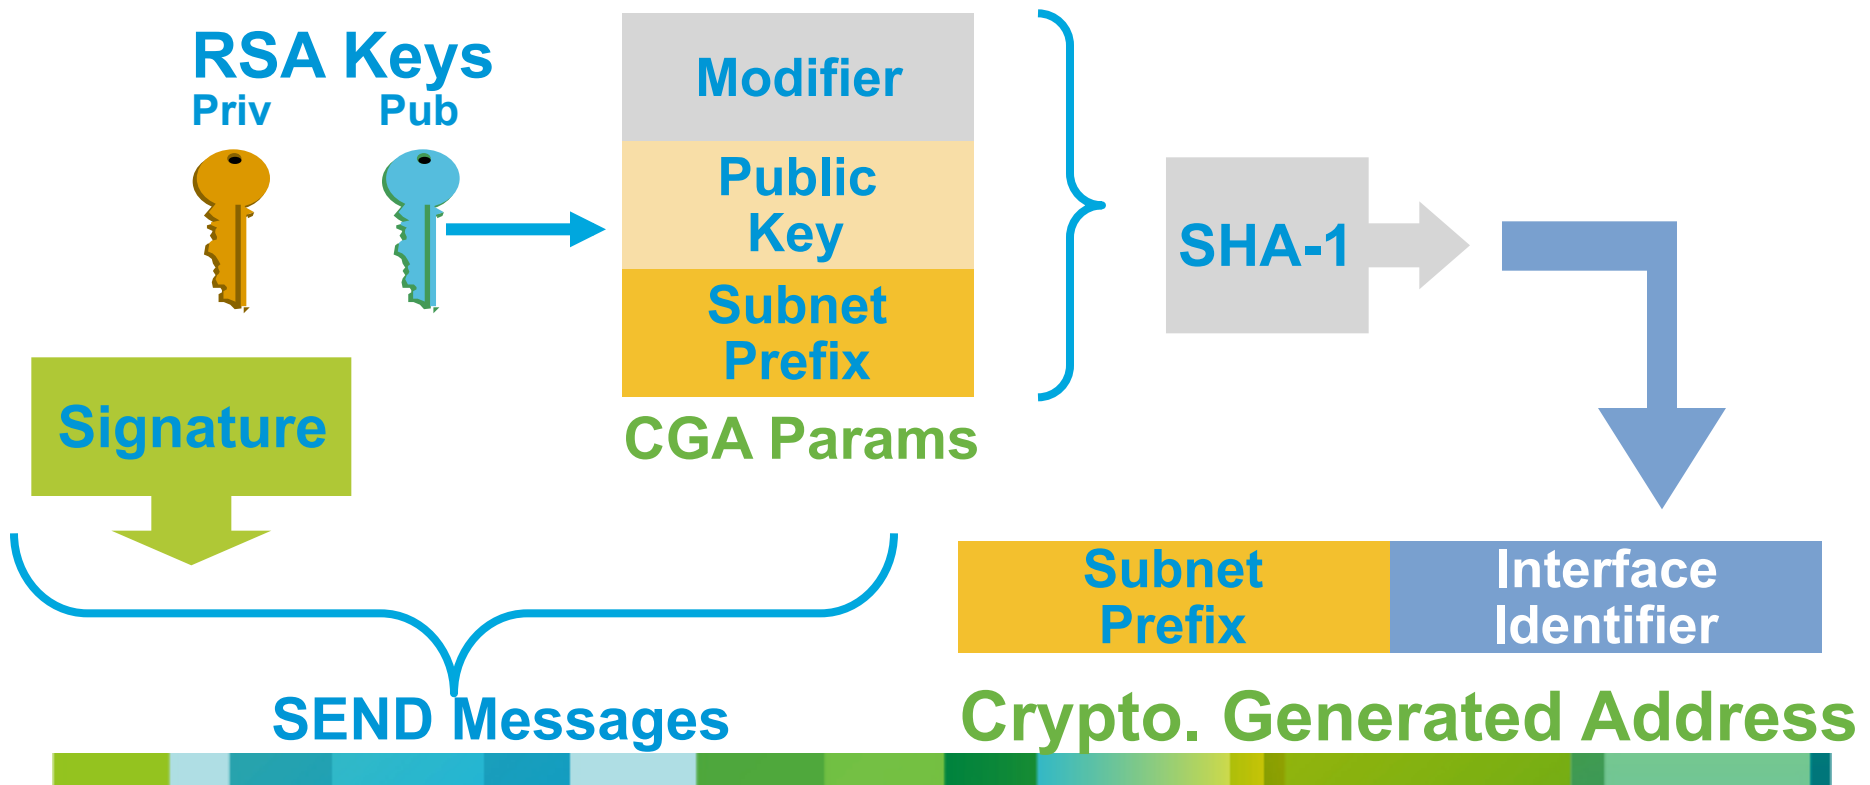 RSA Keys
Priv
Pub
Modifier
Public
Key
Subnet
Prefix
CGA Params
SHA-1
Signature
SEND Messages
Subnet
Prefix
Interface
Identifier
Crypto. Generated Address